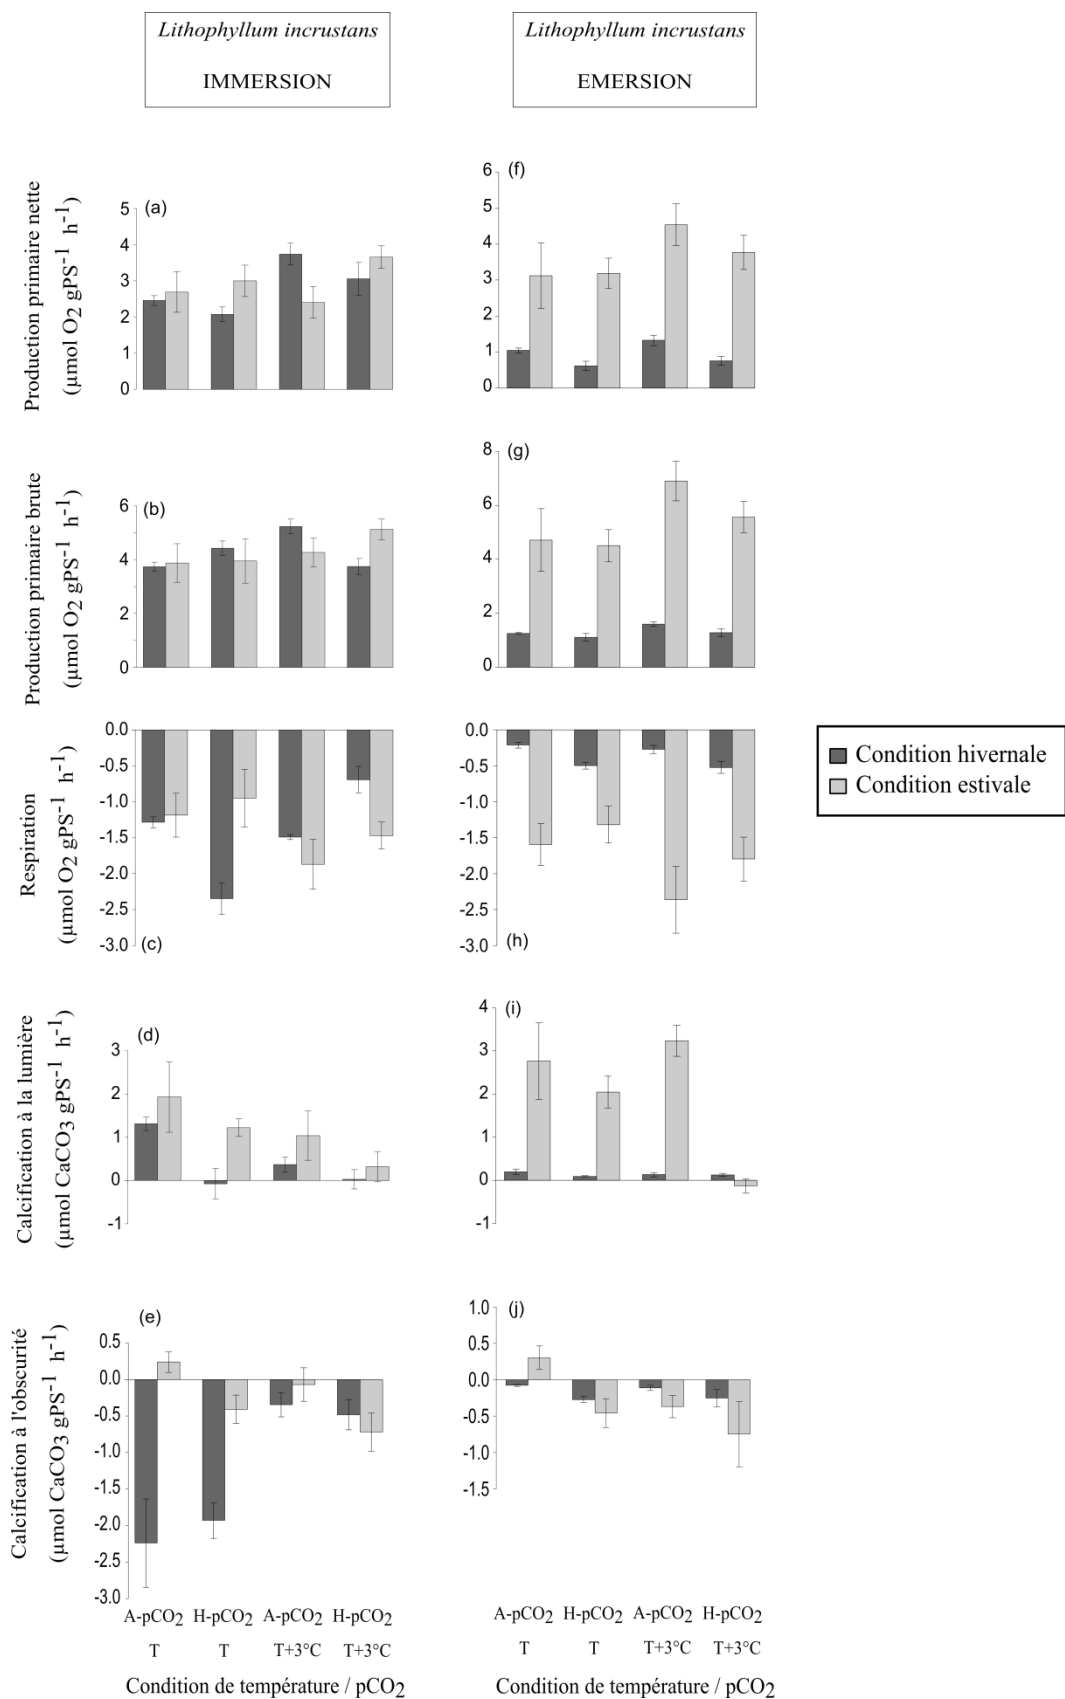 Lithophyllum incrustans
IMMERSION
Lithophyllum incrustans
EMERSION
Production primaire nette
(µmol O2 gPS-1 h-1)
(a)
5
4
3
2
1
0
(f)
6
5
4
3
2
1
0
Production primaire brute
(µmol O2 gPS-1 h-1)
(b)
6
4
2
0
(g)
8
6
4
2
0
Respiration
(µmol O2 gPS-1 h-1)
0.0
-0.5
-1.0
-1.5
-2.0
-2.5
-3.0
(c)
0.0
-0.5
-1.0
-1.5
-2.0
-2.5
-3.0
(h)
Condition hivernale
Condition estivale
Calcification à la lumière
(µmol CaCO3 gPS-1 h-1)
(d)
3
2
1
0
-1
(i)
4
3
2
1
0
-1
Calcification à l'obscurité
(µmol CaCO3 gPS-1 h-1)
(e)
0.5
0.0
-0.5
-1.0
-1.5
-2.0
-2.5
-3.0
(j)
1.0
0.5
0.0
-0.5
-1.0
-1.5
A-pCO2 H-pCO2 A-pCO2 H-pCO2
T T T+3°C T+3°C
Condition de température / pCO2
A-pCO2 H-pCO2 A-pCO2 H-pCO2
T T T+3°C T+3°C
Condition de température / pCO2